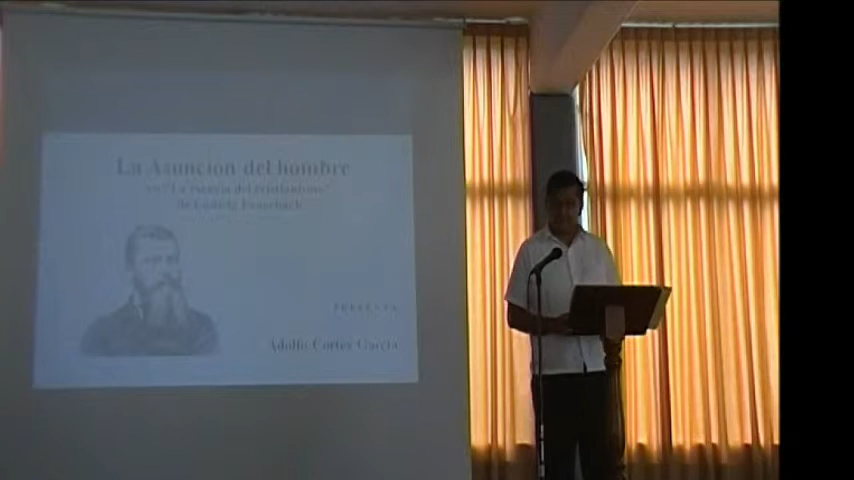 La Asunción del hombre
en "La esencia del cristianismo"
de Ludwig Feuerbach
PRESENTA
Adolfo Cortez García